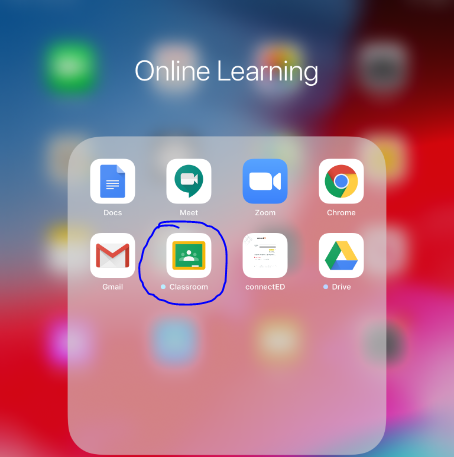 Online Learning
Docs Meet Zoom Chrome
Gmail Classroom connectED Drive